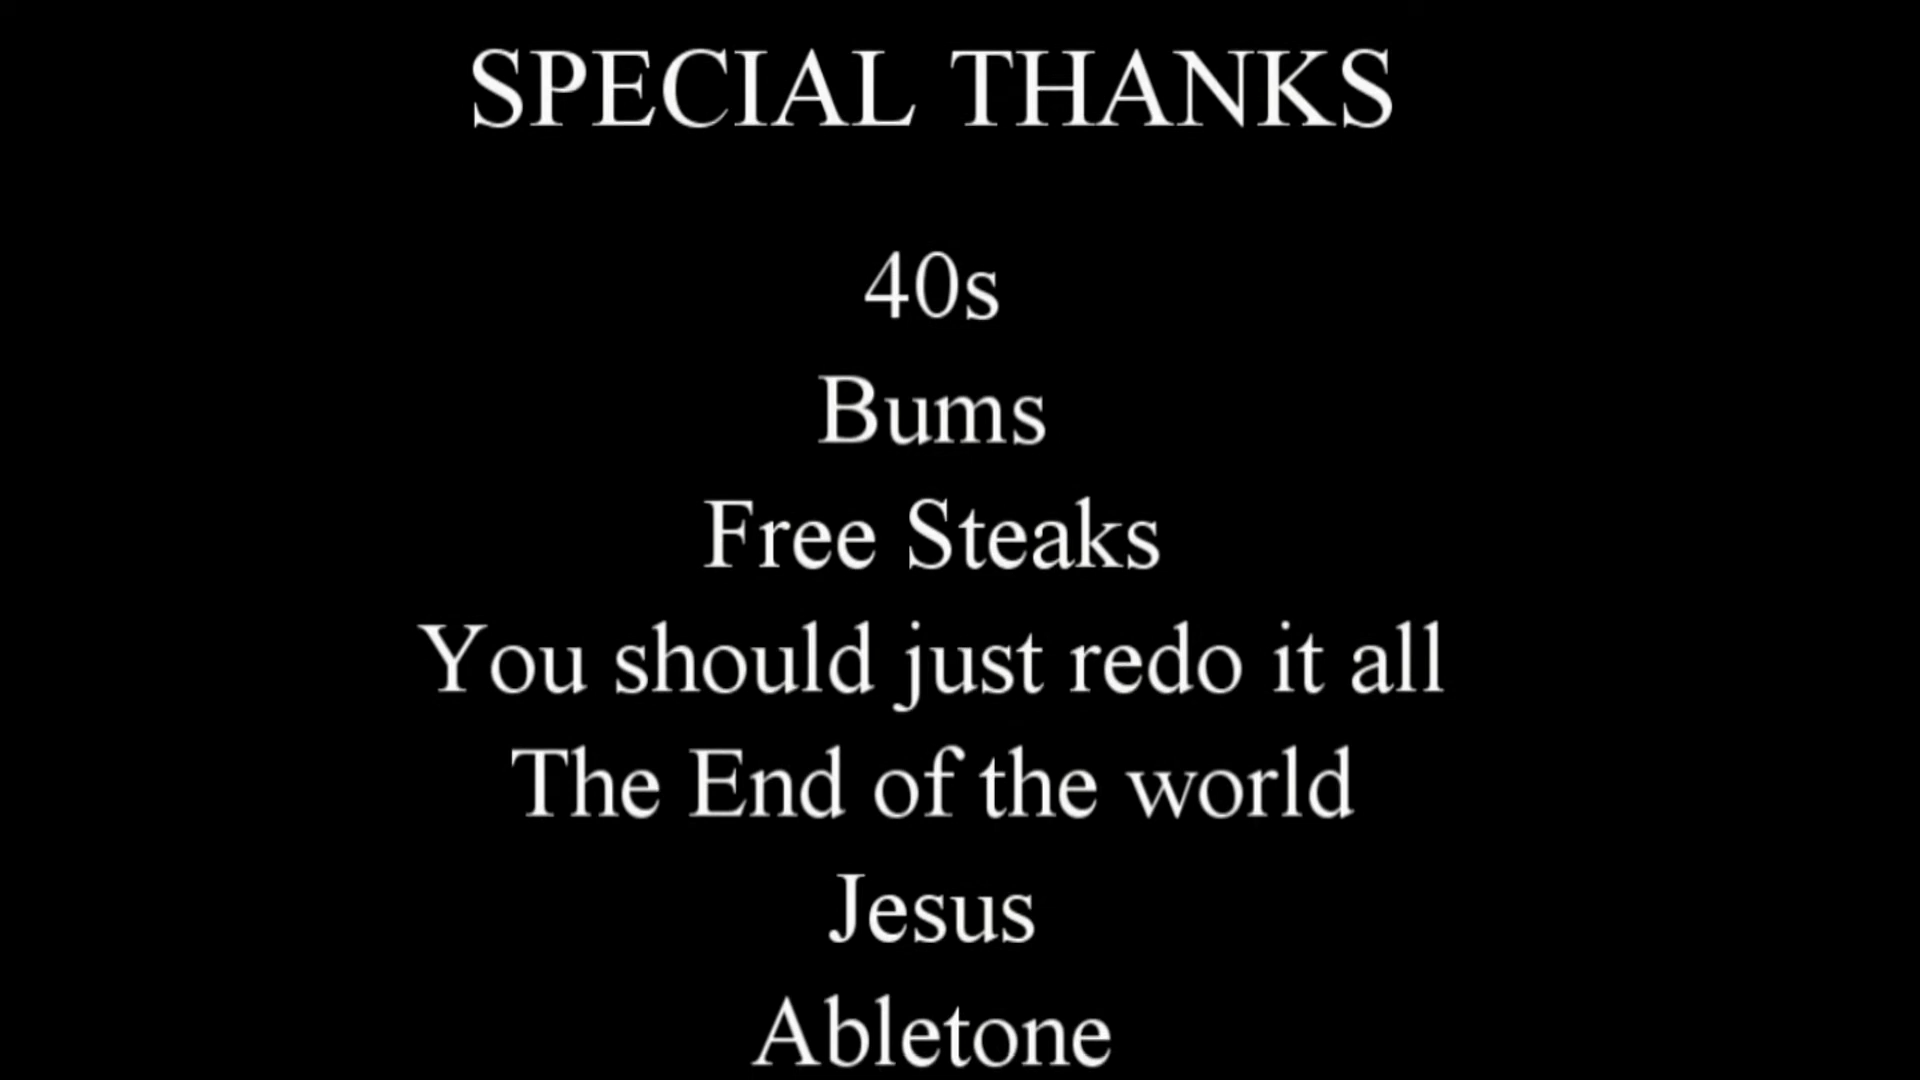 SPECIAL THANKS
40s
Bums
Free Steaks
You should just redo it all
The End of the world
Jesus
Abletone